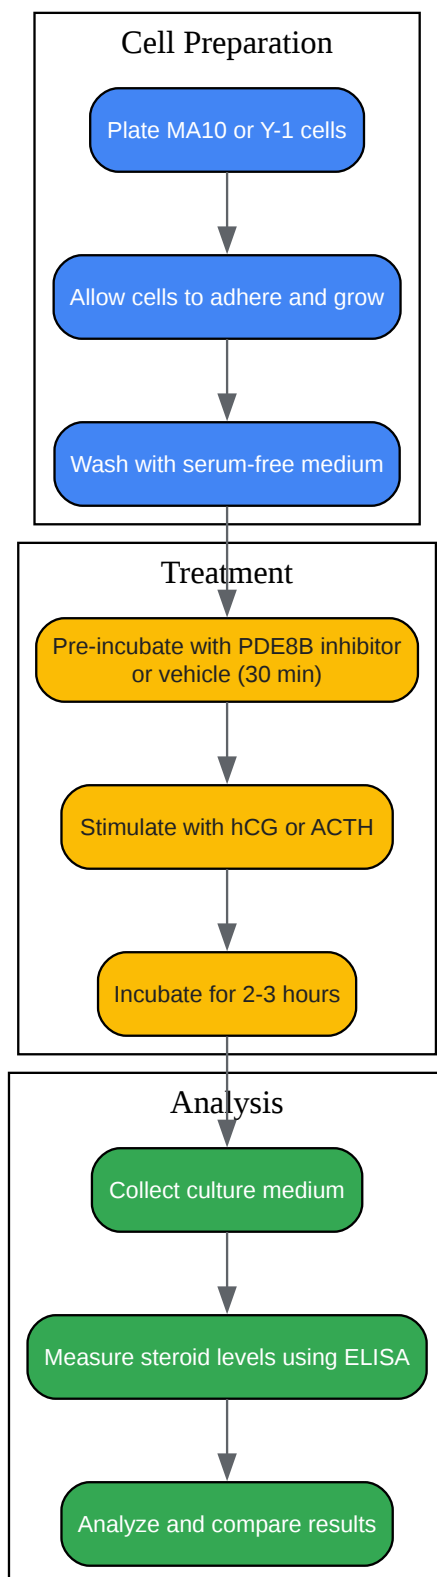 Cell Preparation
Plate MA10 or Y-1 cells
Allow cells to adhere and grow
Wash with serum-free medium
Treatment
Pre-incubate with PDE8B inhibitor
or vehicle (30 min)
Stimulate with hCG or ACTH
Incubate for 2-3 hours
Analysis
Collect culture medium
Measure steroid levels using ELISA
Analyze and compare results